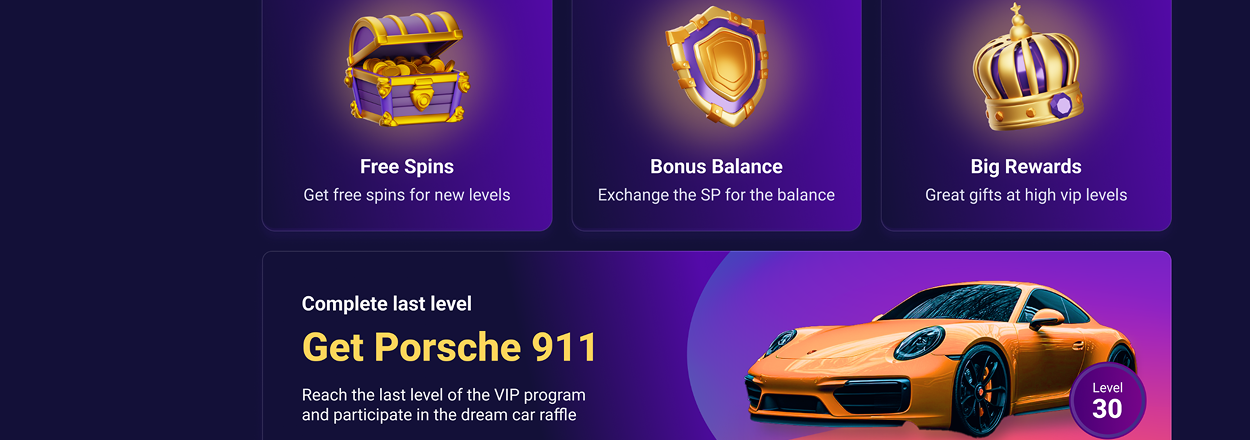 Free Spins
Get free spins for new levels
Bonus Balance
Exchange the SP for the balance
Big Rewards
Great gifts at high vip levels
Complete last level
Get Porsche 911
Reach the last level of the VIP program
and participate in the dream car raffle
Level
30